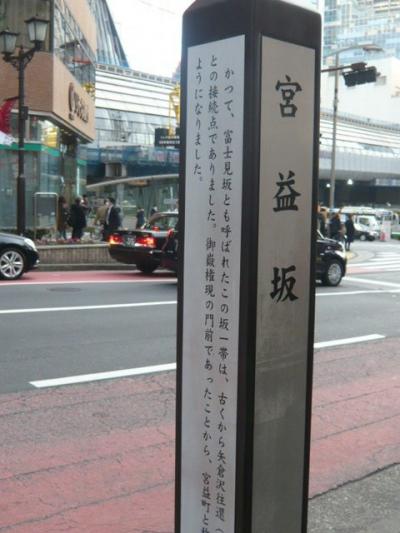 宮益坂
かつて、富士見坂とも呼ばれたこの坂一帯は、古くから矢倉沢往還（
との接続点でありました。御嶽権現の門前であったことから、宮益町と
ようになりました。